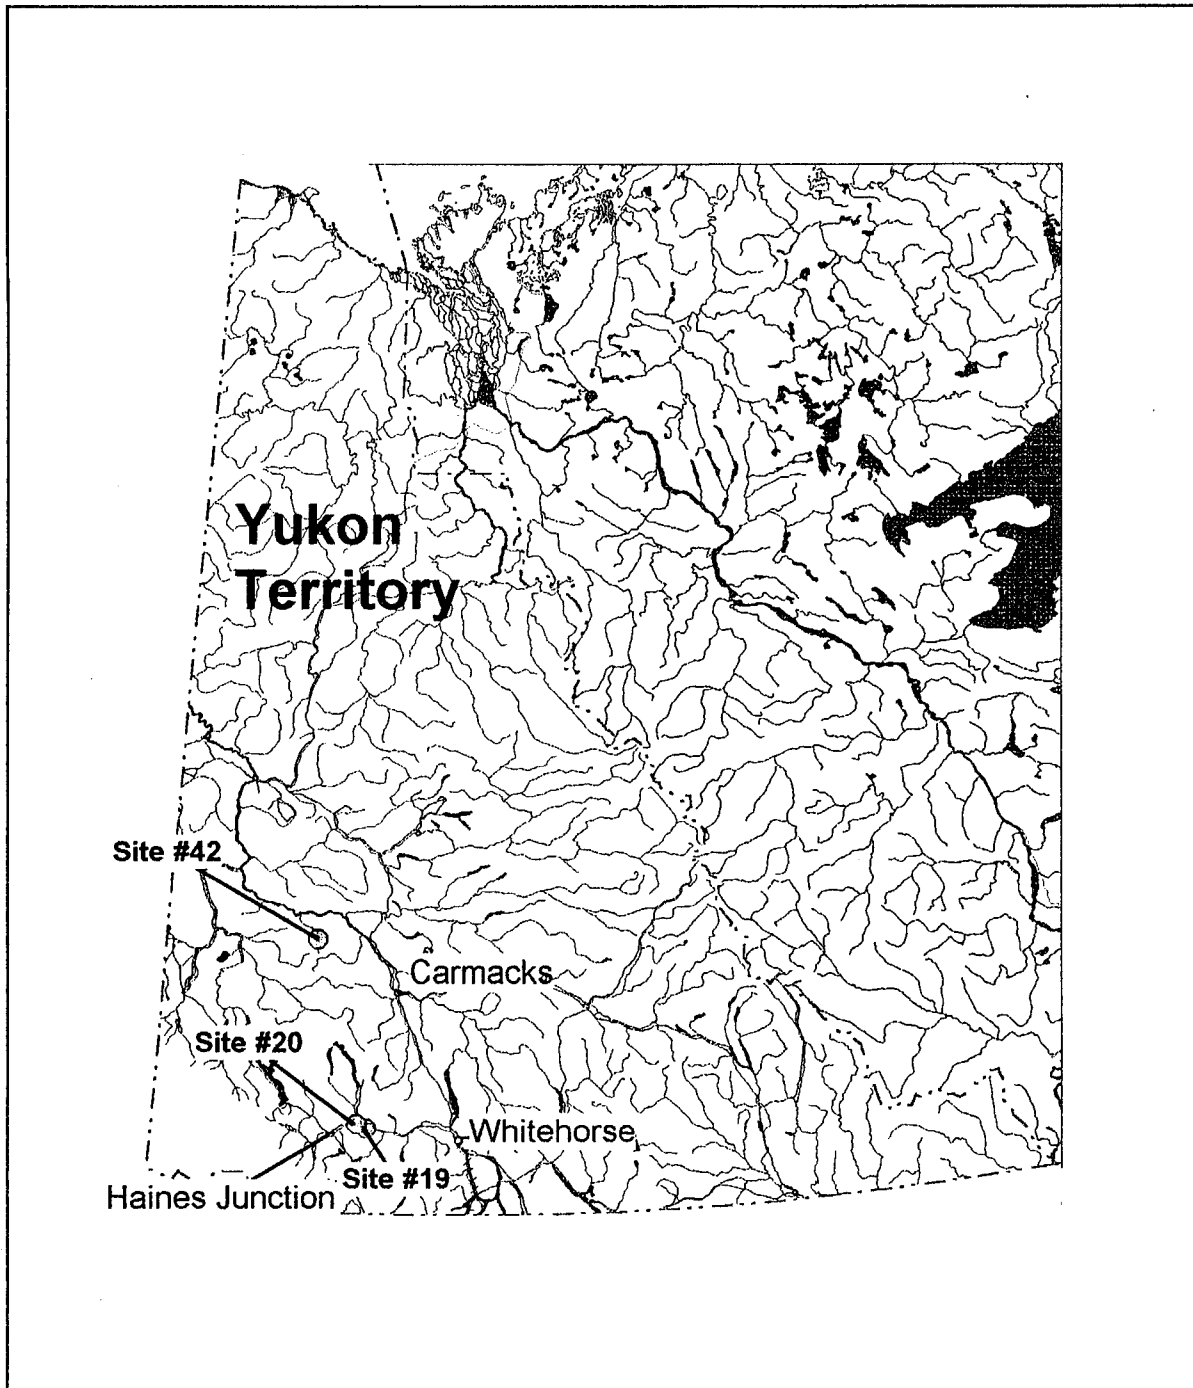 Yukon
Territory
Site #42
Carmacks
Site #20
Whitehorse
Site #19
Haines Junction